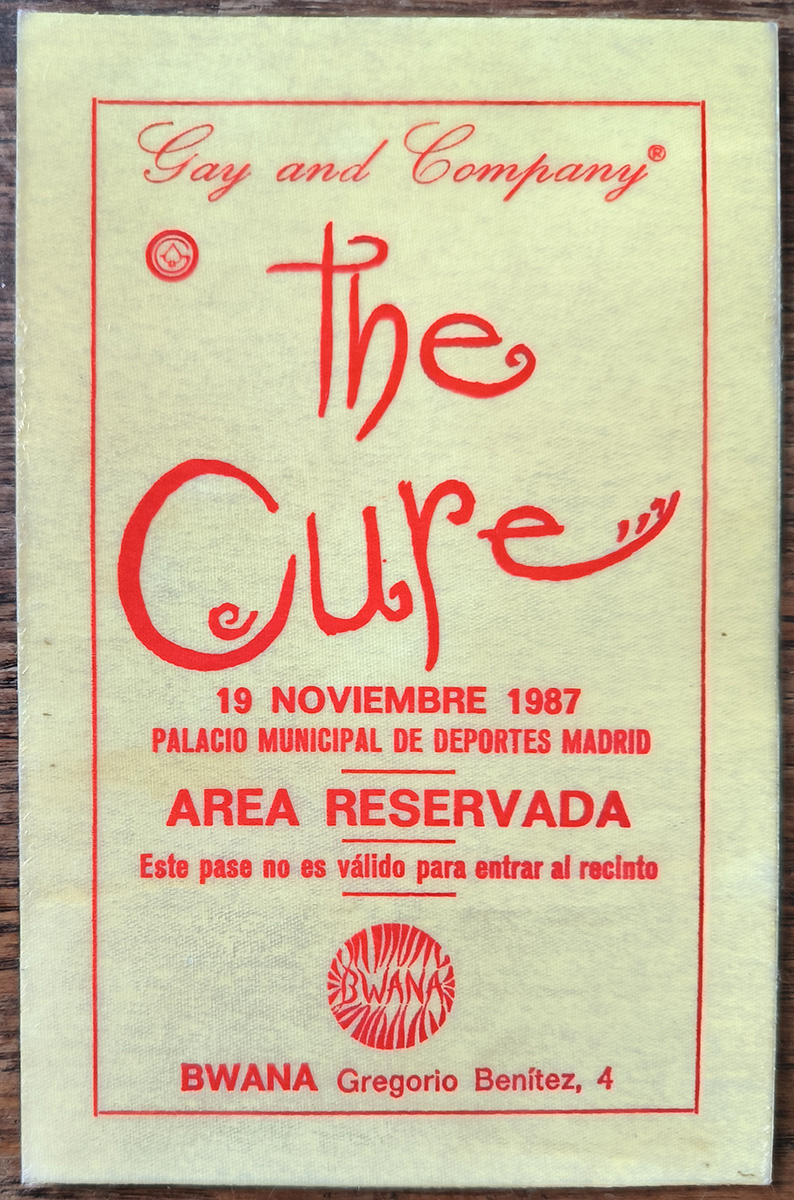 Gay and Company®
the
Cure
19 NOVIEMBRE 1987
PALACIO MUNICIPAL DE DEPORTES MADRID
AREA RESERVADA
Este pase no es válido para entrar al recinto
BWANA
BWANA Gregorio Benítez, 4